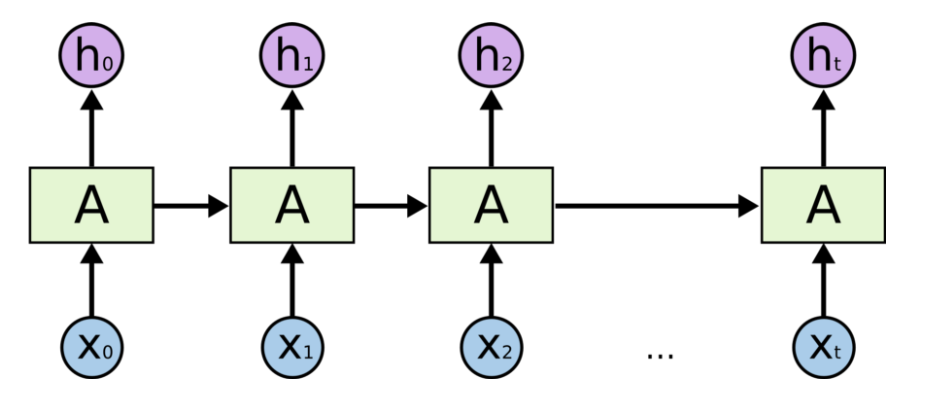 h₀ h₁ h₂ hₜ
A A A A
x₀ x₁ x₂ ... xₜ